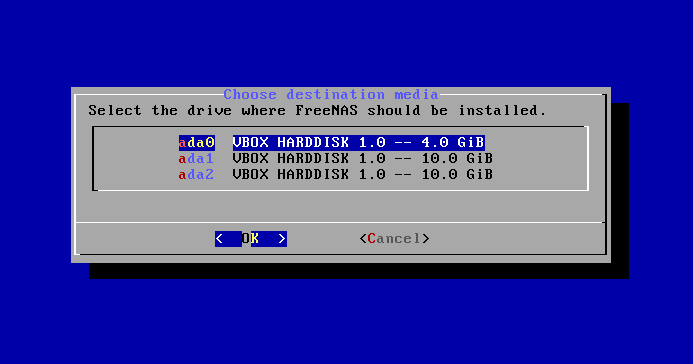 Choose destination media
Select the drive where FreeNAS should be installed.
ada0 VBOX HARDDISK 1.0 -- 4.0 GiB
ada1 VBOX HARDDISK 1.0 -- 10.0 GiB
ada2 VBOX HARDDISK 1.0 -- 10.0 GiB
< OK > <Cancel>